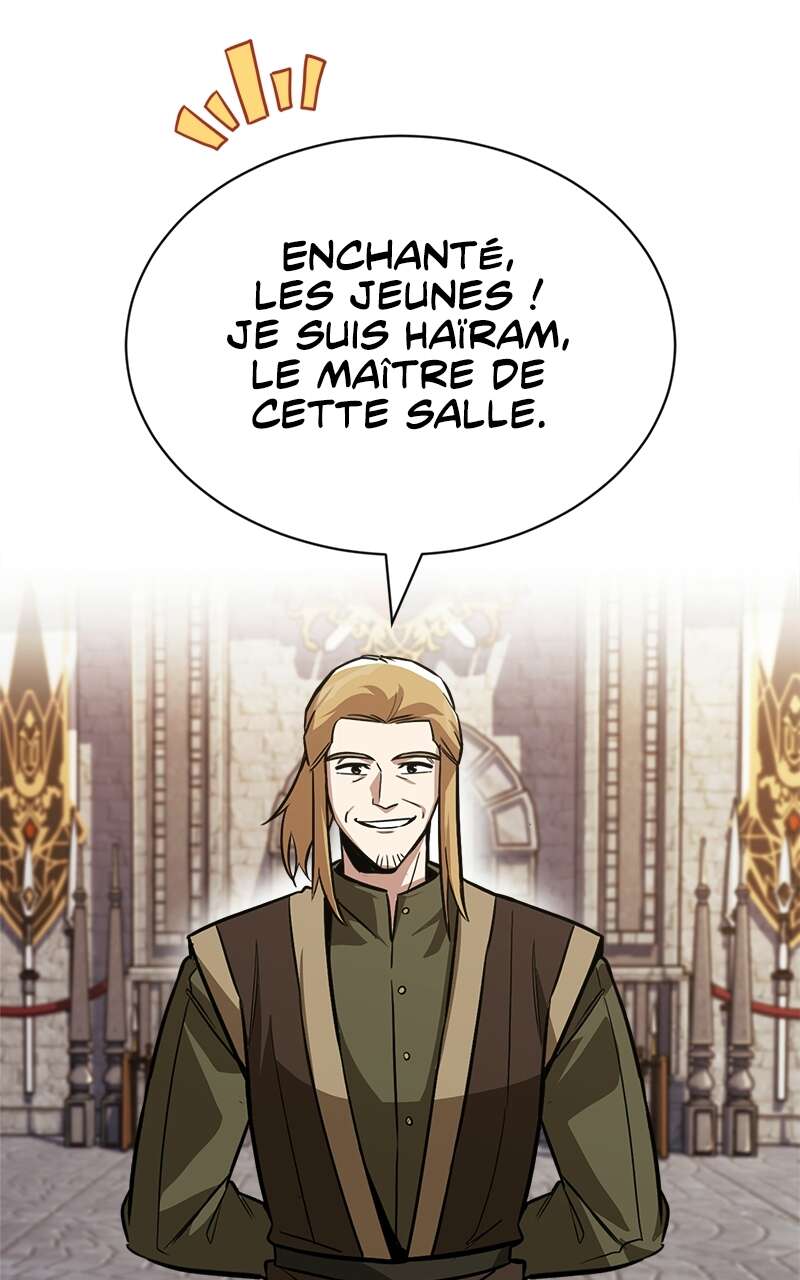 ENCHANTÉ,
LES JEUNES !
JE SUIS HAÏRAM,
LE MAÎTRE DE
CETTE SALLE.